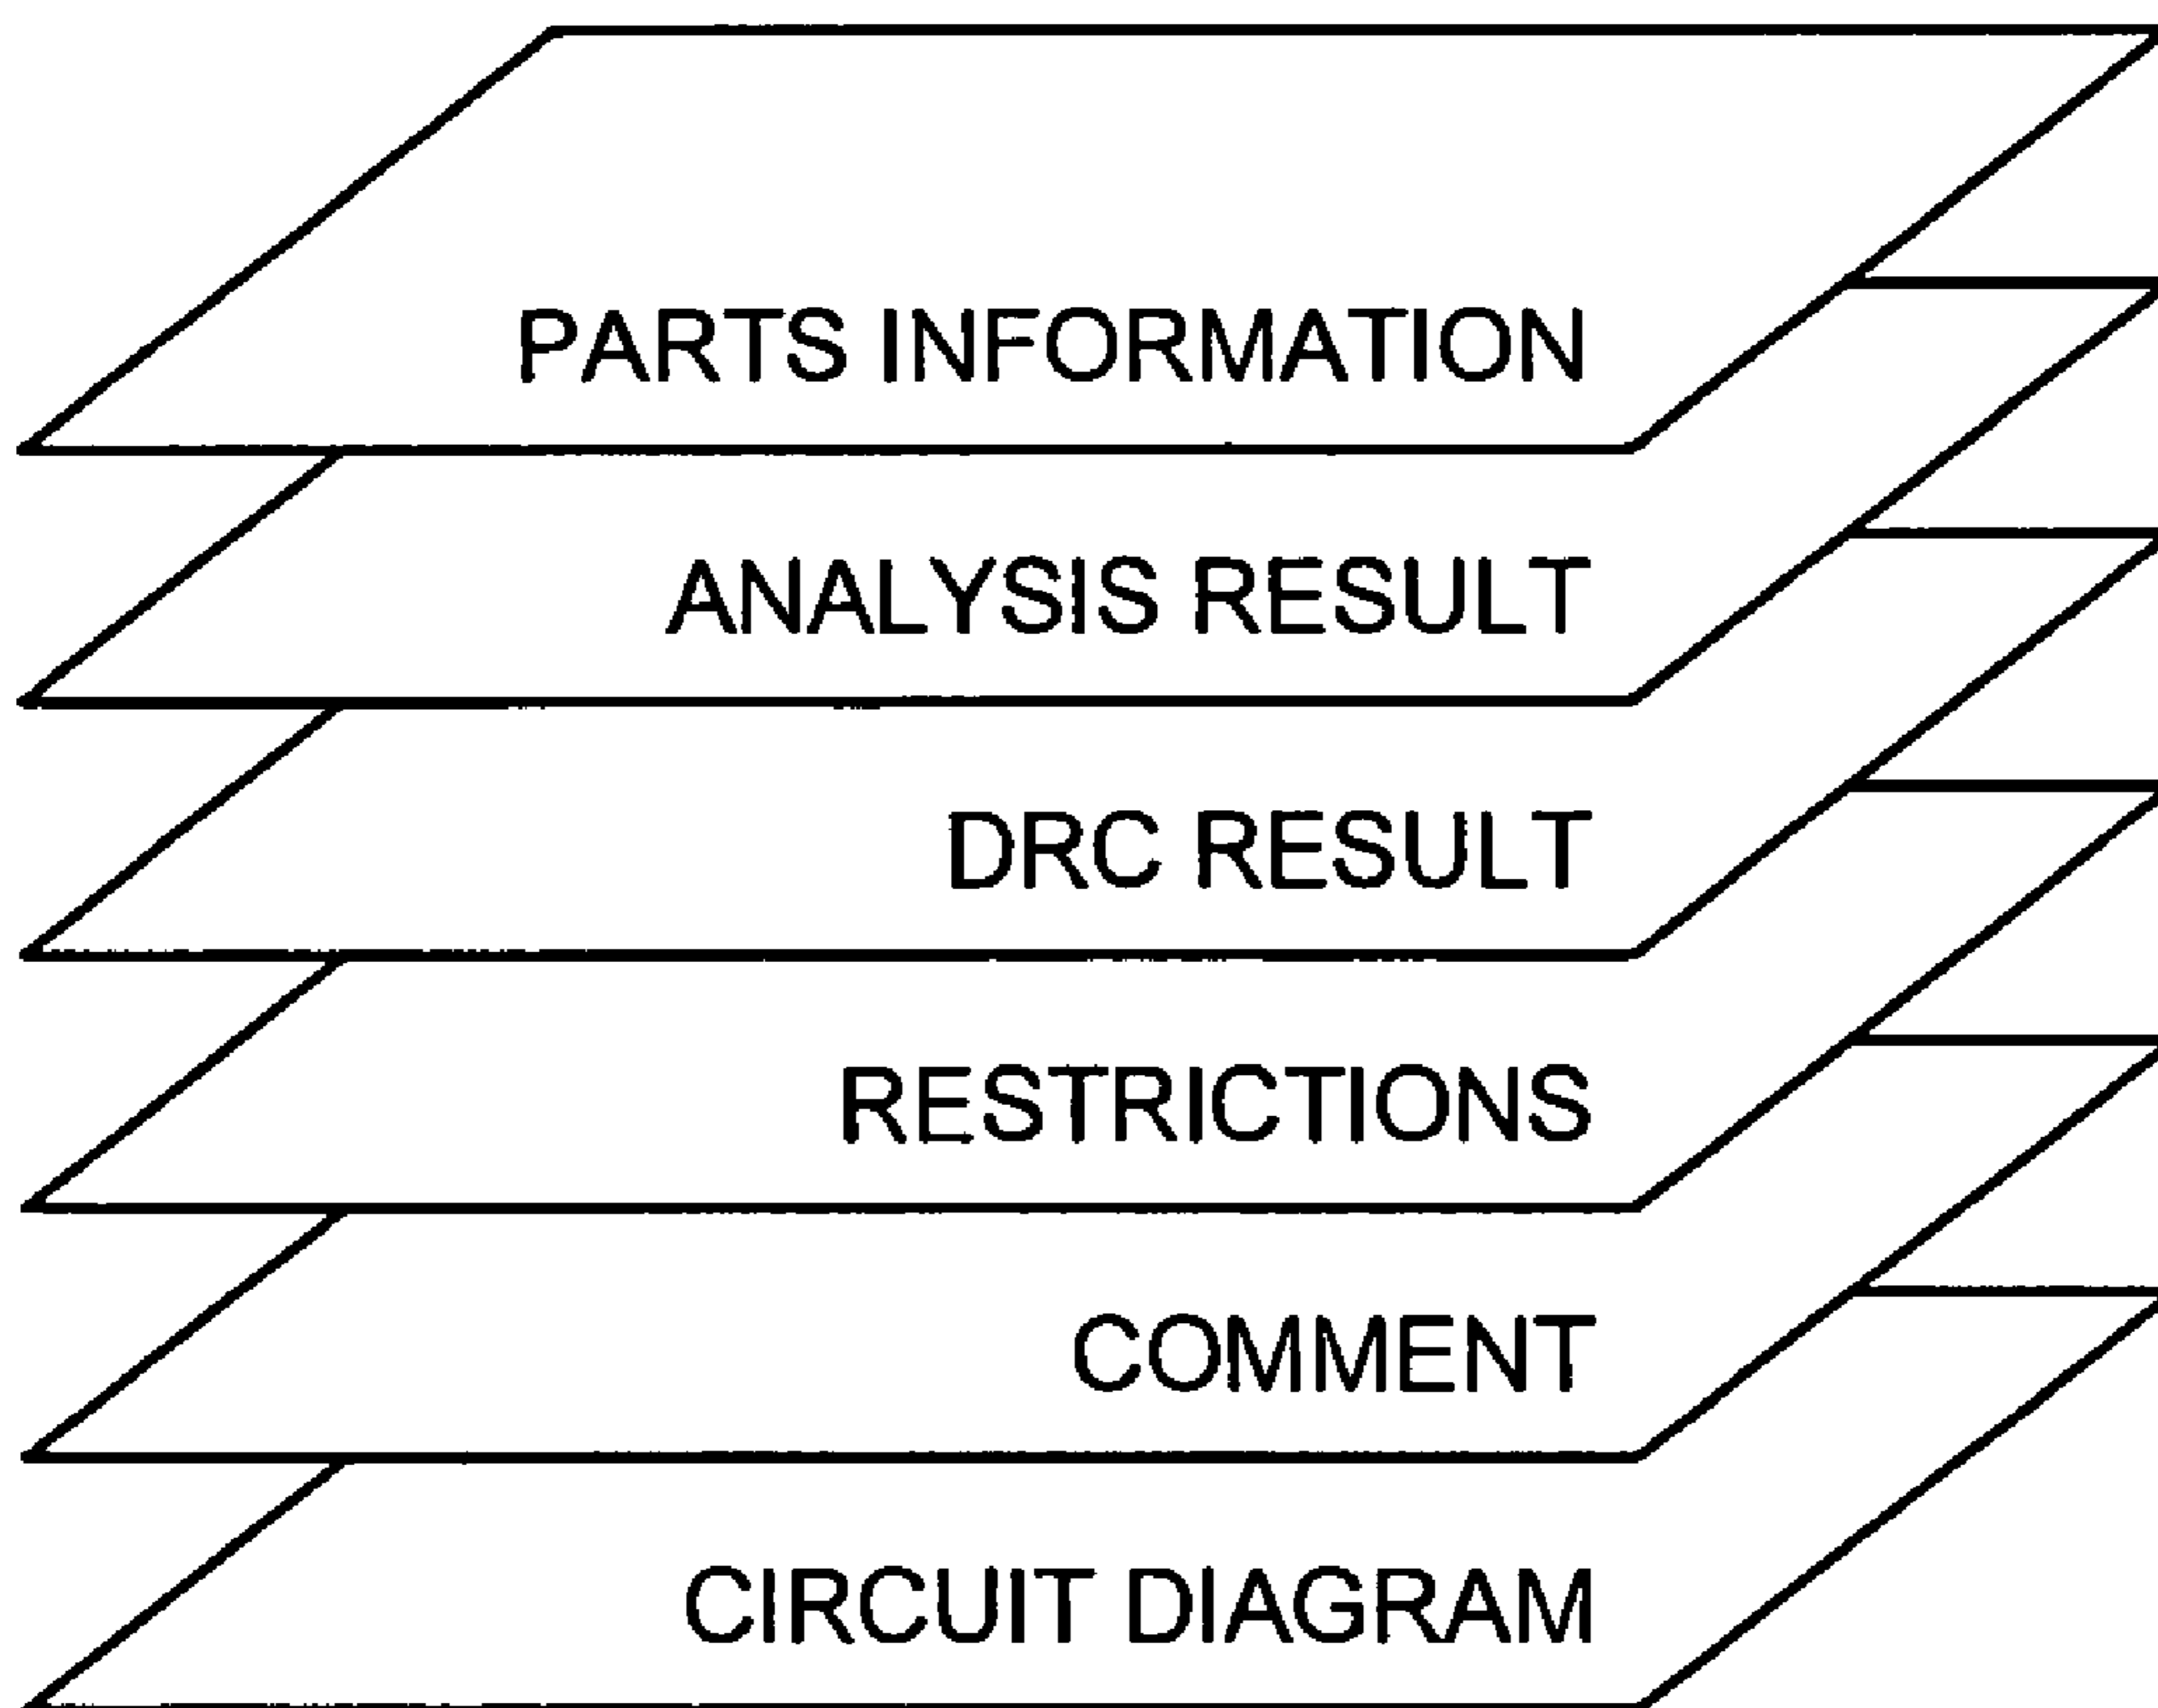 PARTS INFORMATION
ANALYSIS RESULT
DRC RESULT
RESTRICTIONS
COMMENT
CIRCUIT DIAGRAM